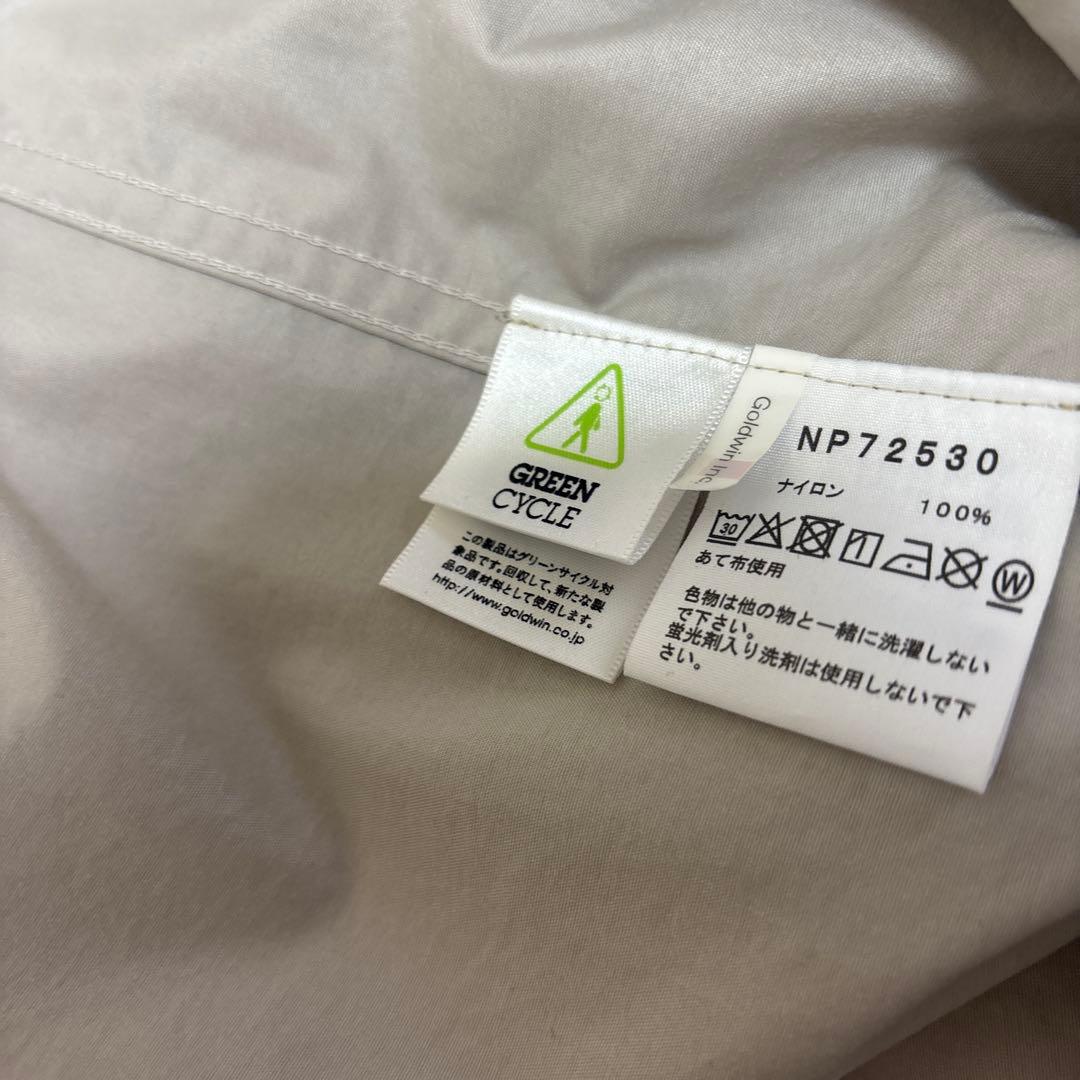 GREEN
CYCLE
この製品はグリーンサイクル対
象品です。回収して、新たな製
品の原材料として使用します。
http://www.goldwin.co.jp
Goldwin Inc.
NP72530
ナイロン 100%
30
W
あて布使用
色物は他の物と一緒に洗濯しない
で下さい。
蛍光剤入り洗剤は使用しないで下
さい。